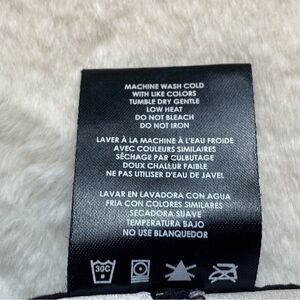 MACHINE WASH COLD
WITH LIKE COLORS
TUMBLE DRY GENTLE
LOW HEAT
DO NOT BLEACH
DO NOT IRON
LAVER À LA MACHINE À L'EAU FROIDE
AVEC COULEURS SIMILAIRES
SÉCHAGE PAR CULBUTAGE
DOUX CHALEUR FAIBLE
NE PAS UTILISER D'EAU DE JAVEL
LAVAR EN LAVADORA CON AGUA
FRIA CON COLORES SIMILARES
SECADORA SUAVE
TEMPERATURA BAJO
NO USE BLANQUEDOR
30C